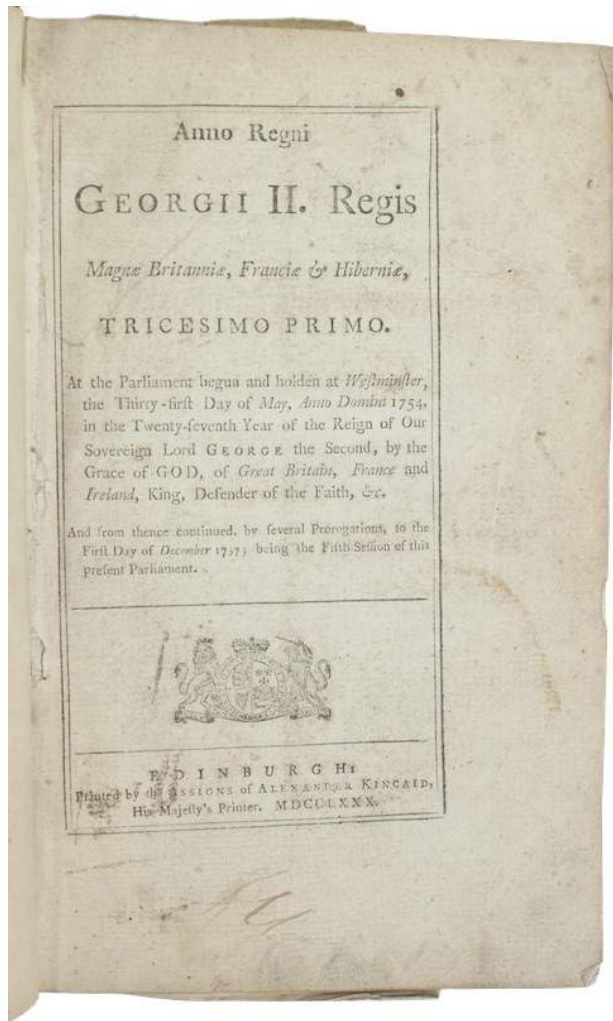 Anno Regni
GEORGII II. Regis
Magnæ Britanniæ, Franciæ & Hiberniæ,
TRICESIMO PRIMO.
At the Parliament begun and holden at Weſtminſter,
the Thirty-firſt Day of May, Anno Domini 1754,
in the Twenty-ſeventh Year of the Reign of Our
Sovereign Lord GEORGE the Second, by the
Grace of GOD, of Great Britain, France and
Ireland, King, Defender of the Faith, &c.
And from thence continued, by ſeveral Prorogations, to the
Firſt Day of December 1757; being the Fifth Seſſion of this
preſent Parliament.
EDINBURGH:
Printed by the ASSIGNS of ALEXANDER KINCAID,
His Majeſty's Printer. MDCCLXXX.